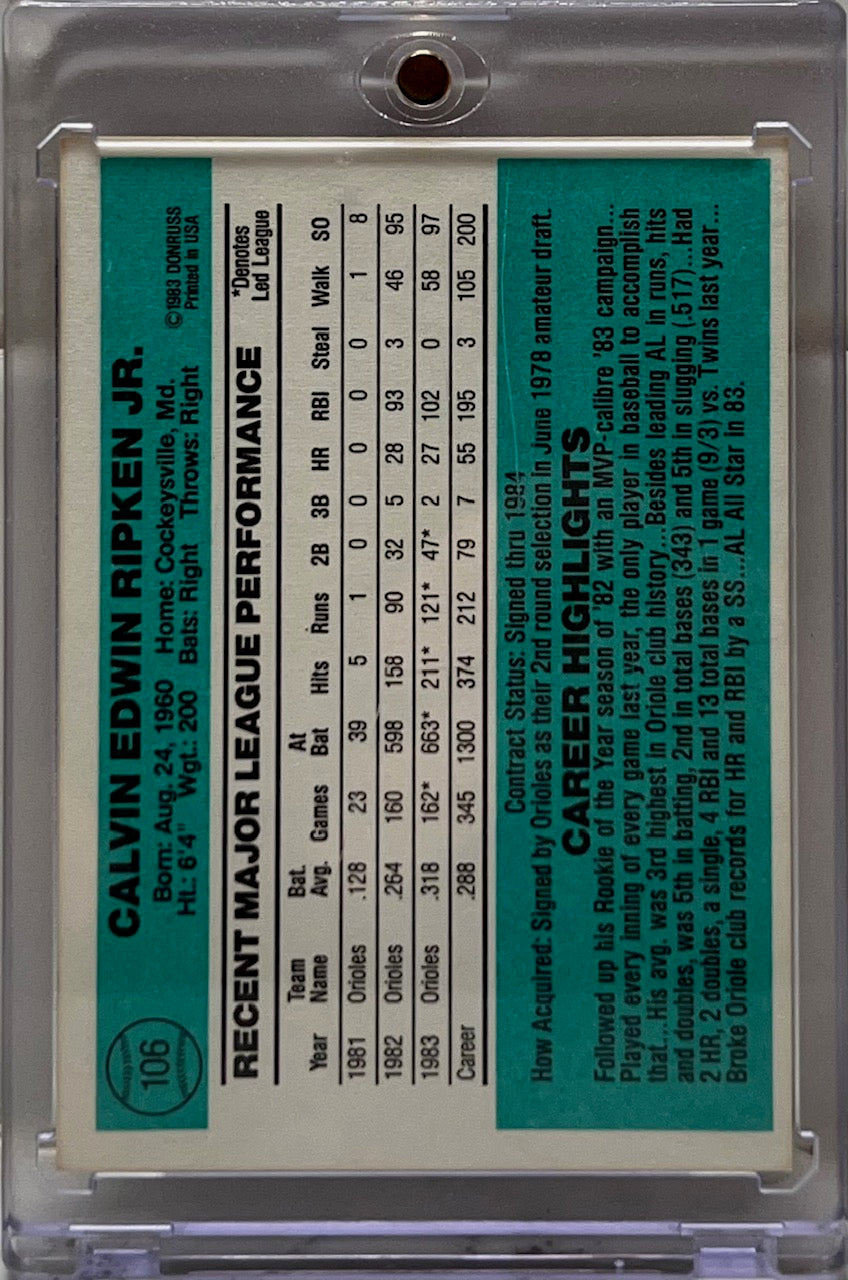 106
CALVIN EDWIN RIPKEN JR.
Born: Aug. 24, 1960 Home: Cockeysville, Md.
Ht.: 6'4" Wgt.: 200 Bats: Right Throws: Right
©1983 DONRUSS
Printed in USA
RECENT MAJOR LEAGUE PERFORMANCE
*Denotes
Led League
Year Team Name Bat. Avg. Games At Bat Hits Runs 2B 3B HR RBI Steal Walk SO
1981 Orioles .128 23 39 5 1 0 0 0 0 0 1 8
1982 Orioles .264 160 598 158 90 32 5 28 93 3 46 95
1983 Orioles .318 162* 663* 211* 121* 47* 2 27 102 0 58 97
Career .288 345 1300 374 212 79 7 55 195 3 105 200
Contract Status: Signed thru 1984
How Acquired: Signed by Orioles as their 2nd round selection in June 1978 amateur draft.
CAREER HIGHLIGHTS
Followed up his Rookie of the Year season of '82 with an MVP-calibre '83 campaign...
Played every inning of every game last year, the only player in baseball to accomplish
that...His avg. was 3rd highest in Oriole club history...Besides leading AL in runs, hits
and doubles, was 5th in batting, 2nd in total bases (343) and 5th in slugging (.517)...Had
2 HR, 2 doubles, a single, 4 RBI and 13 total bases in 1 game (9/3) vs. Twins last year...
Broke Oriole club records for HR and RBI by a SS...AL All Star in 83.